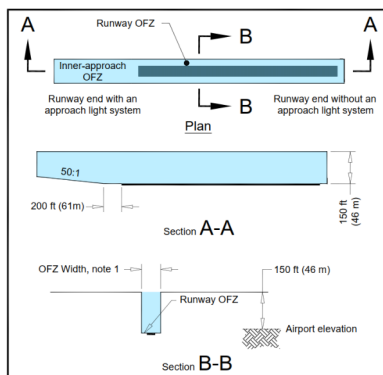 Runway OFZ
A
A
B
Inner-approach
OFZ
B
Runway end with an
approach light system
Runway end without an
approach light system
Plan
50:1
200 ft (61m)
150 ft
(46 m)
Section A-A
OFZ Width, note 1
150 ft (46 m)
Runway OFZ
Airport elevation
Section B-B